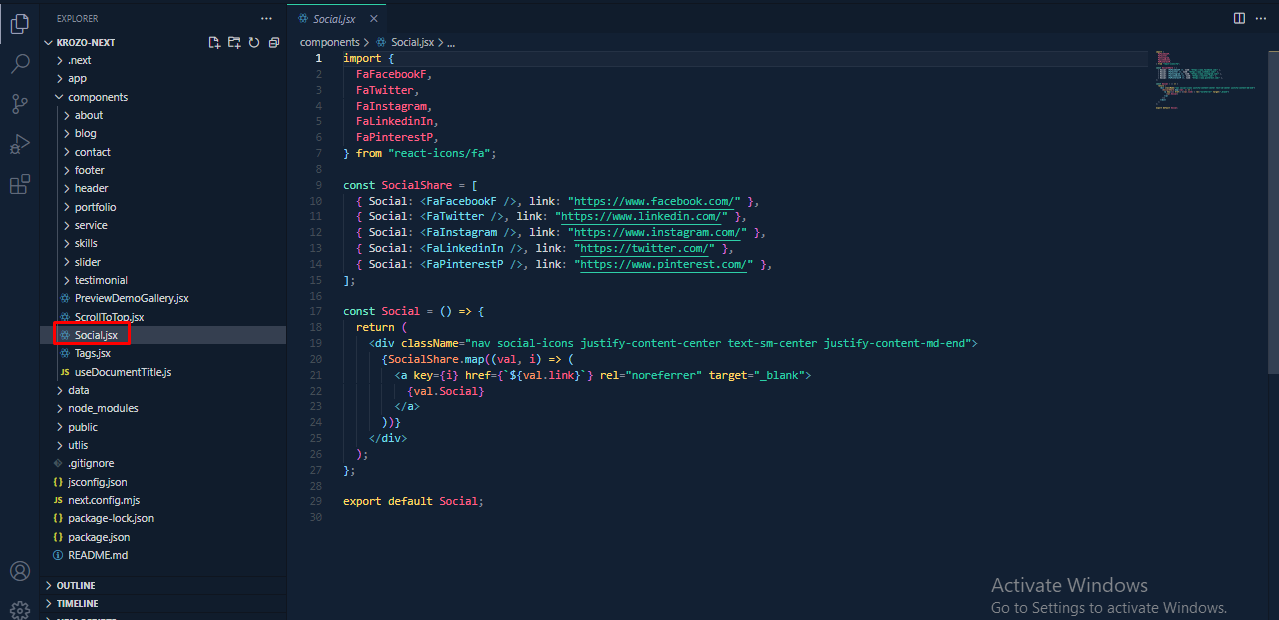 EXPLORER
KROZO-NEXT
.next
app
components
about
blog
contact
footer
header
portfolio
service
skills
slider
testimonial
PreviewDemoGallery.jsx
ScrollToTop.jsx
Social.jsx
Tags.jsx
JS useDocumentTitle.js
data
node_modules
public
utlis
.gitignore
{} jsconfig.json
JS next.config.mjs
{} package-lock.json
{} package.json
README.md
OUTLINE
TIMELINE
Social.jsx
components > Social.jsx > ...
1 import {
2 FaFacebookF,
3 FaTwitter,
4 FaInstagram,
5 FaLinkedinIn,
6 FaPinterestP,
7 } from "react-icons/fa";
8
9 const SocialShare = [
10 { Social: <FaFacebookF />, link: "https://www.facebook.com/" },
11 { Social: <FaTwitter />, link: "https://www.linkedin.com/" },
12 { Social: <FaInstagram />, link: "https://www.instagram.com/" },
13 { Social: <FaLinkedinIn />, link: "https://twitter.com/" },
14 { Social: <FaPinterestP />, link: "https://www.pinterest.com/" },
15 ];
16
17 const Social = () => {
18 return (
19 <div className="nav social-icons justify-content-center text-sm-center justify-content-md-end">
20 {SocialShare.map((val, i) => (
21 <a key={i} href={`${val.link}`} rel="noreferrer" target="_blank">
22 {val.Social}
23 </a>
24 ))}
25 </div>
26 );
27 };
28
29 export default Social;
30
Activate Windows
Go to Settings to activate Windows.